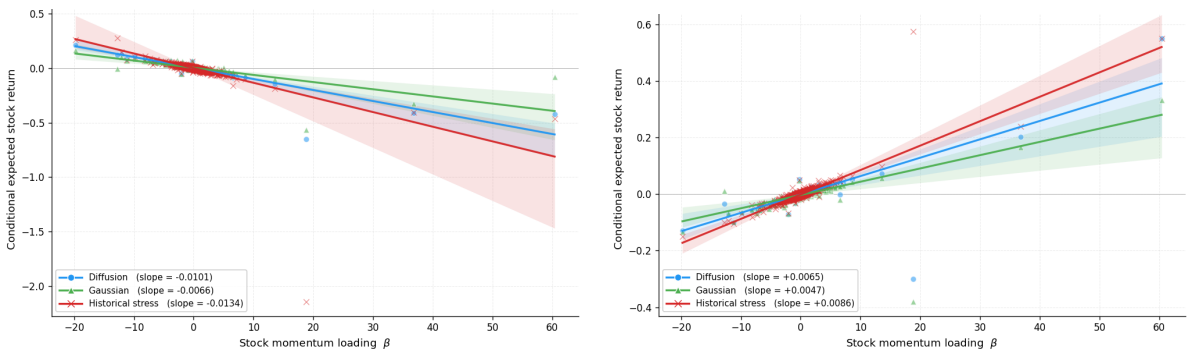 0.5
0.0
−0.5
−1.0
−1.5
−2.0
Conditional expected stock return
Diffusion (slope = -0.0101)
Gaussian (slope = -0.0066)
Historical stress (slope = -0.0134)
−20 −10 0 10 20 30 40 50 60
Stock momentum loading β
0.6
0.4
0.2
0.0
−0.2
−0.4
Conditional expected stock return
Diffusion (slope = +0.0065)
Gaussian (slope = +0.0047)
Historical stress (slope = +0.0086)
−20 −10 0 10 20 30 40 50 60
Stock momentum loading β